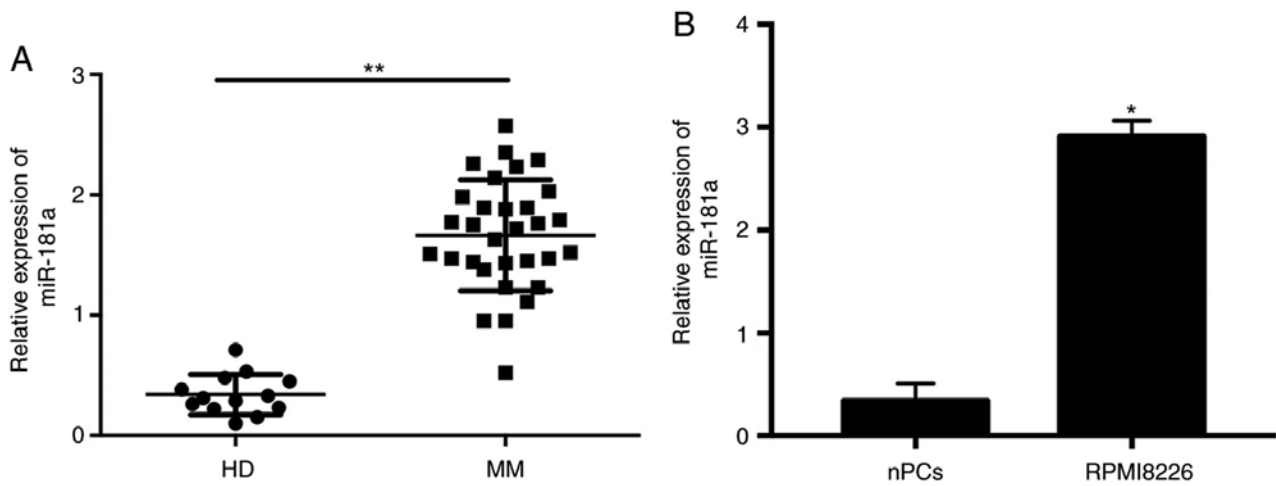 A
Relative expression of
miR-181a
3
2
1
0
**
HD
MM
B
Relative expression of
miR-181a
4
3
2
1
0
*
nPCs
RPMI8226